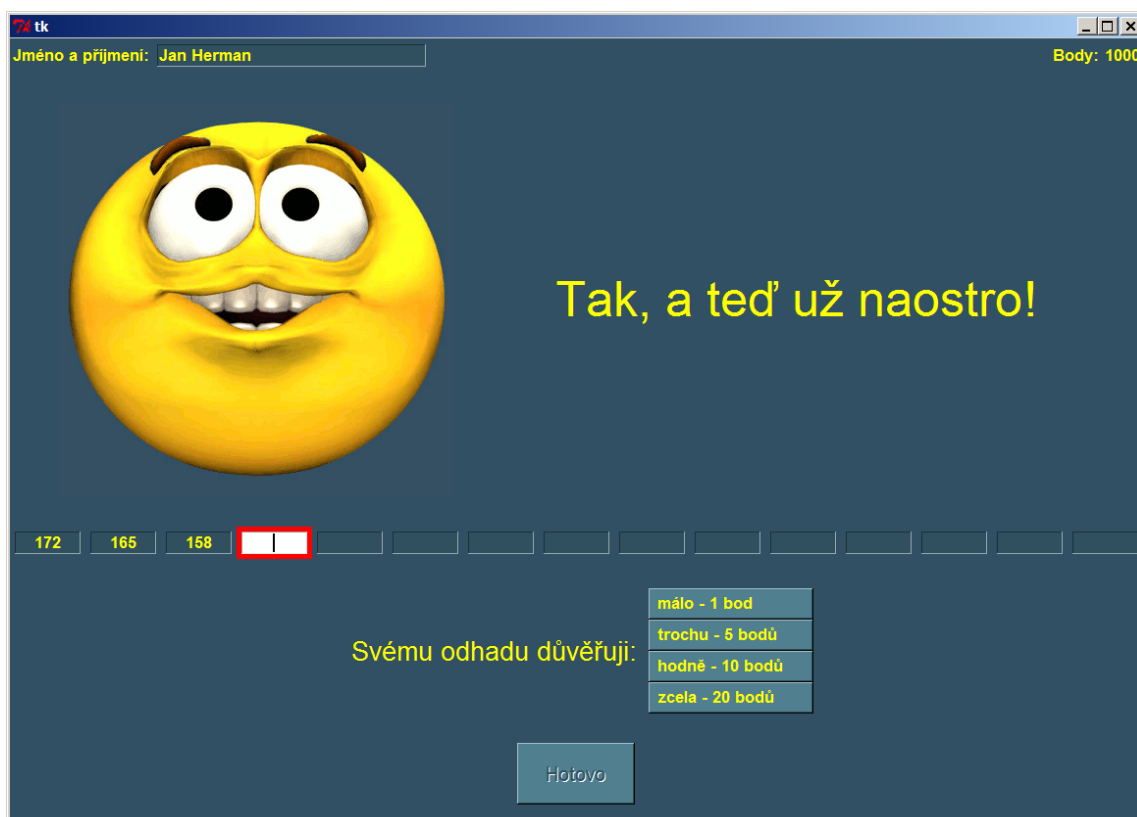 tk
Jméno a příjmení: Jan Herman
Body: 1000
Tak, a teď už naostro!
172 165 158
málo - 1 bod
trochu - 5 bodů
Svému odhadu důvěřuji:
hodně - 10 bodů
zcela - 20 bodů
Hotovo